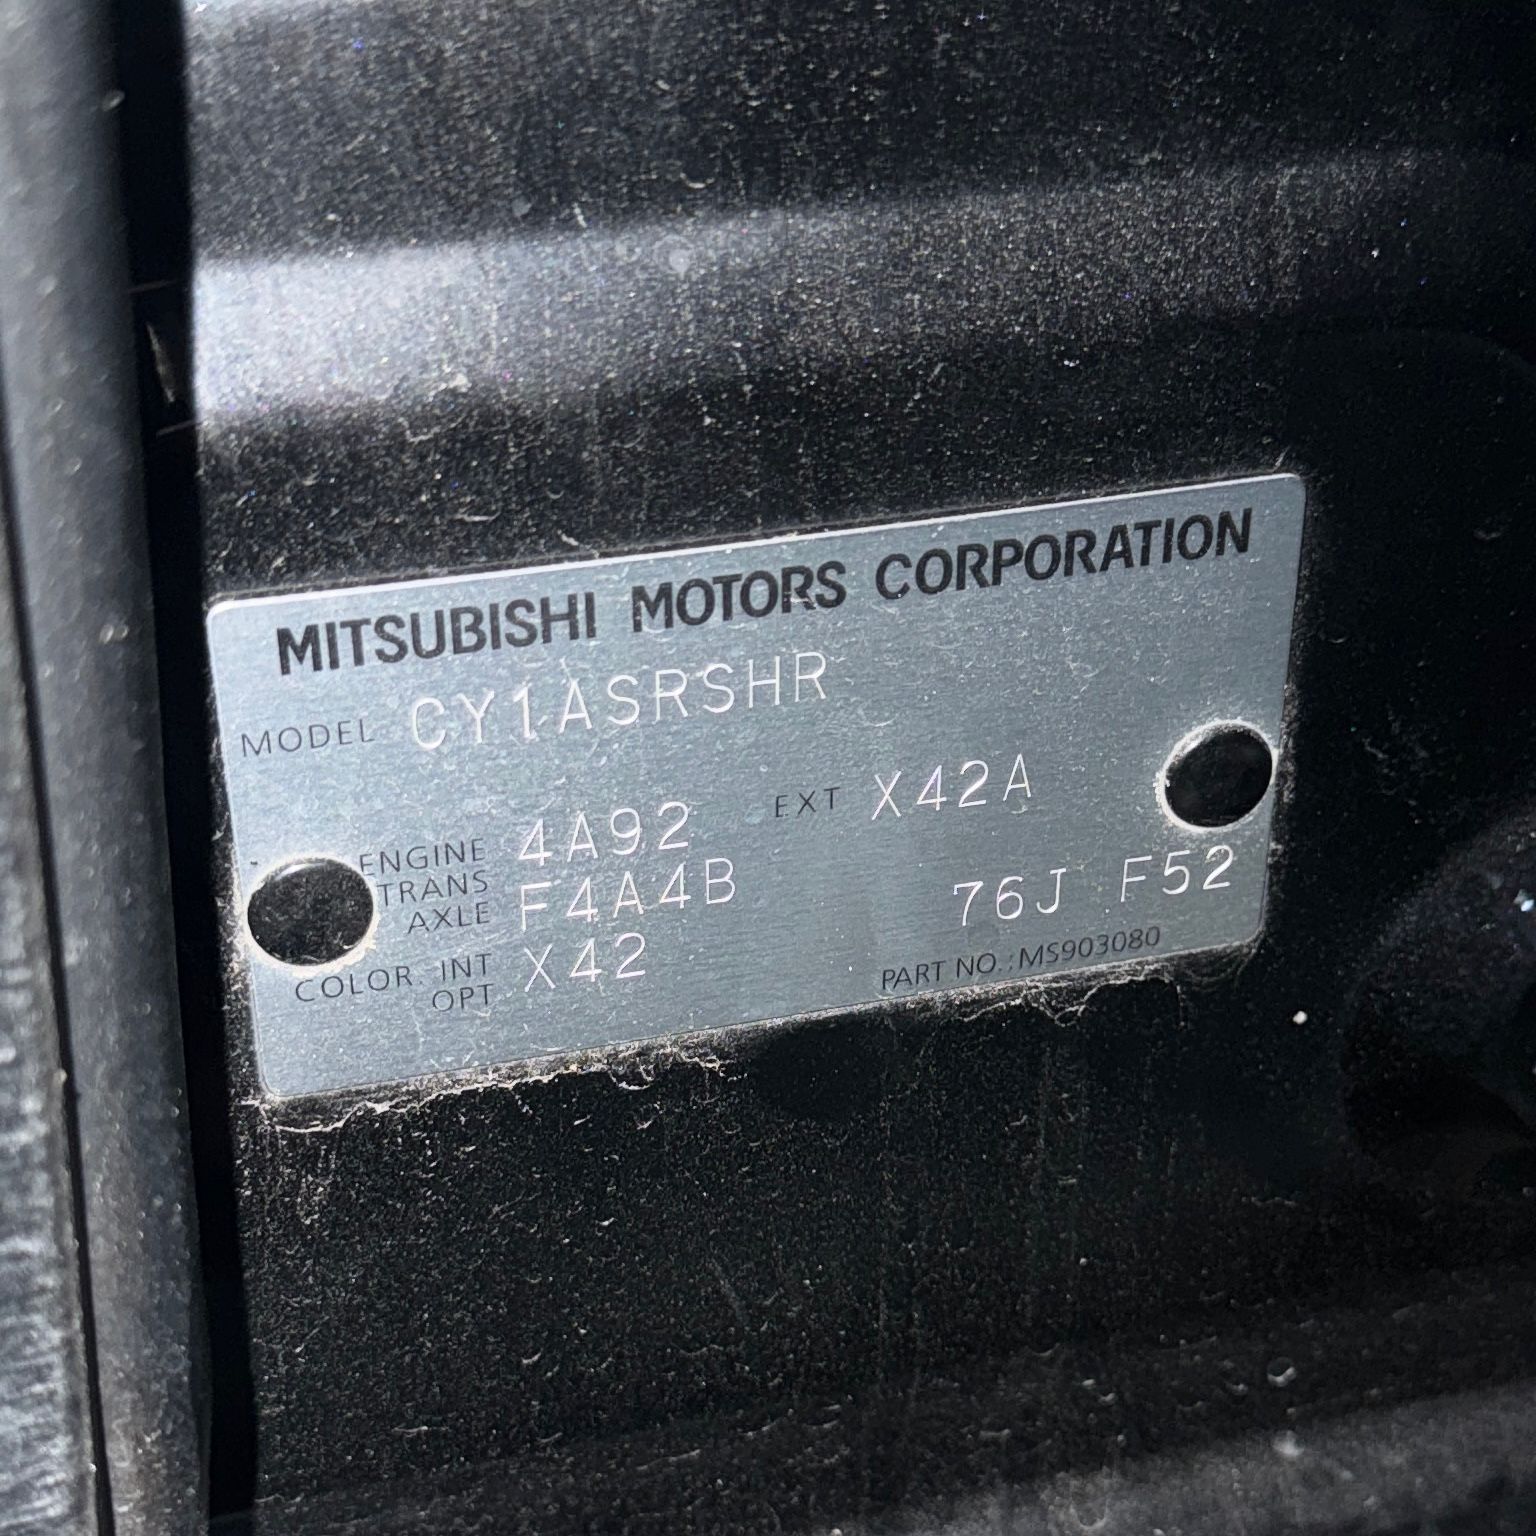 MITSUBISHI MOTORS CORPORATION
MODEL CY1ASRSHR
EXT X42A
ENGINE 4A92
TRANS AXLE F4A4B
76J F52
COLOR INT OPT X42
PART NO.:MS903080